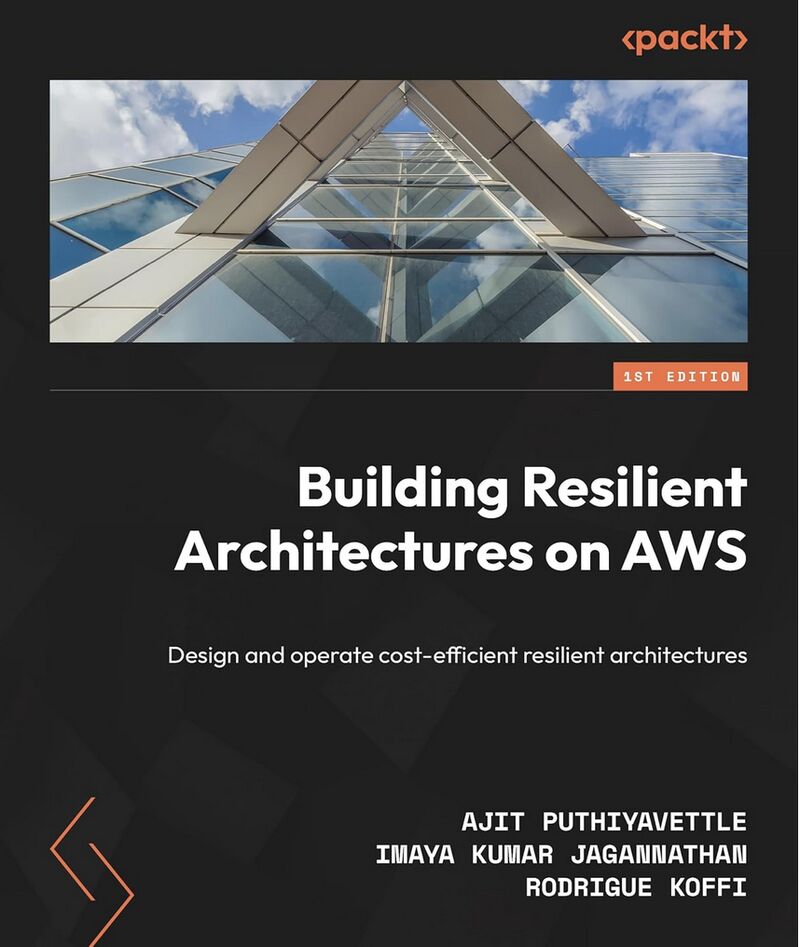 <packt>
1ST EDITION
Building Resilient
Architectures on AWS
Design and operate cost-efficient resilient architectures
AJIT PUTHIYAVETTLE
IMAYA KUMAR JAGANNATHAN
RODRIGUE KOFFI